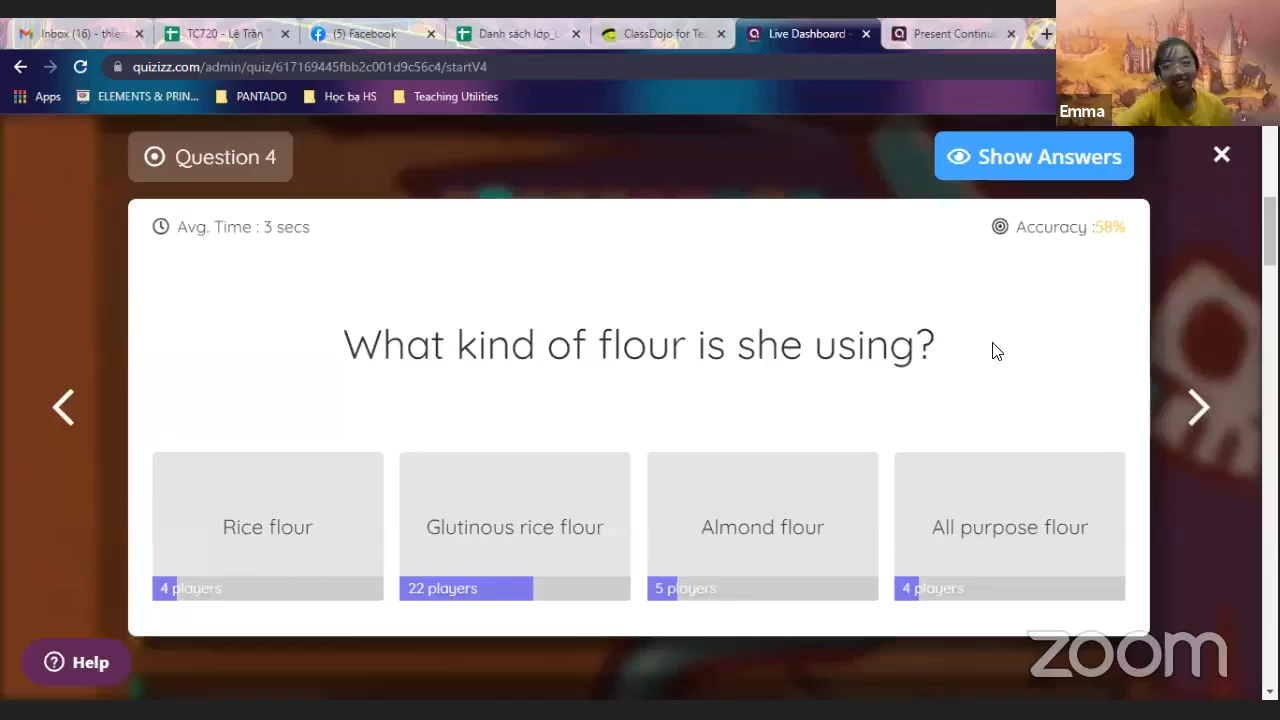 Inbox (16) - thie
TC720 - Lê Trần
(5) Facebook
Danh sách lớp_L
ClassDojo for Te
Live Dashboard -
Present Continu
quizizz.com/admin/quiz/617169445fbb2c001d9c56c4/startV4
Apps
ELEMENTS & PRIN...
PANTADO
Học bạ HS
Teaching Utilities
Emma
Question 4
Show Answers
Avg. Time : 3 secs
Accuracy :58%
What kind of flour is she using?
Rice flour
Glutinous rice flour
Almond flour
All purpose flour
4 players
22 players
5 players
4 players
Help
zoom